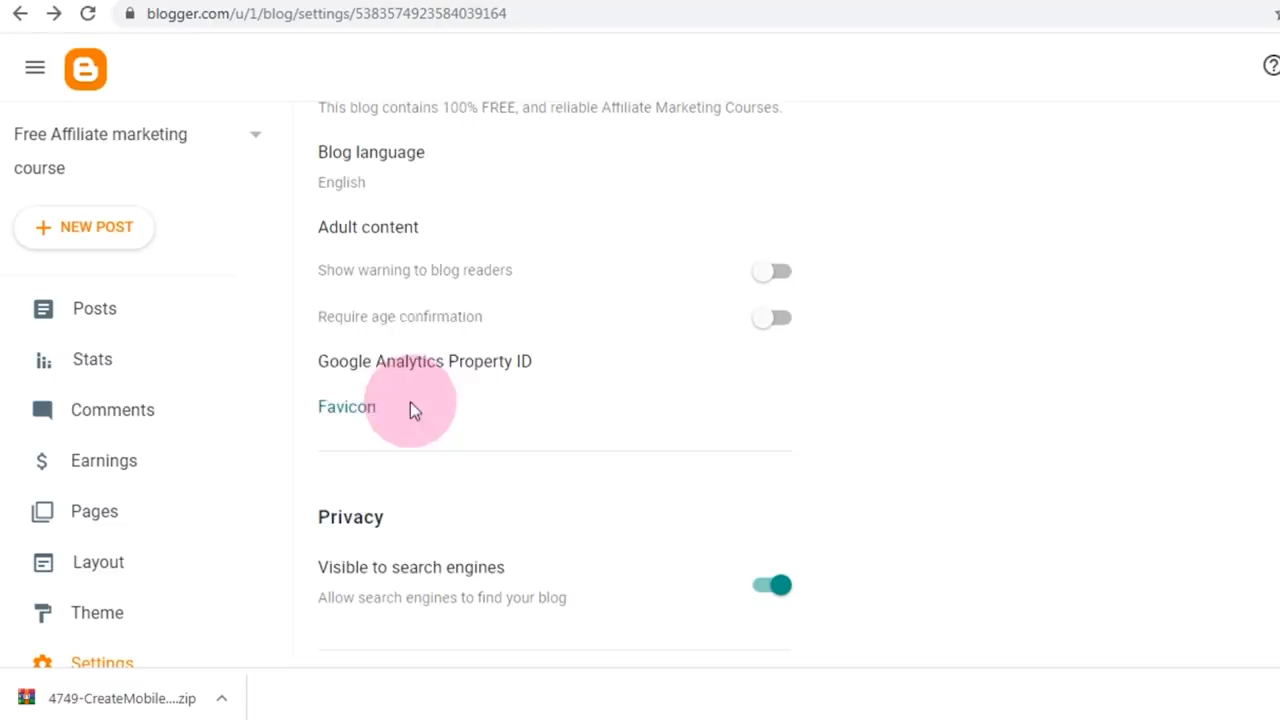 blogger.com/u/1/blog/settings/5383574923584039164
This blog contains 100% FREE, and reliable Affiliate Marketing Courses.
Free Affiliate marketing
course
Blog language
English
NEW POST
Adult content
Show warning to blog readers
Require age confirmation
Posts
Stats
Comments
Earnings
Pages
Layout
Theme
Settings
Google Analytics Property ID
Favicon
Privacy
Visible to search engines
Allow search engines to find your blog
4749-CreateMobile....zip